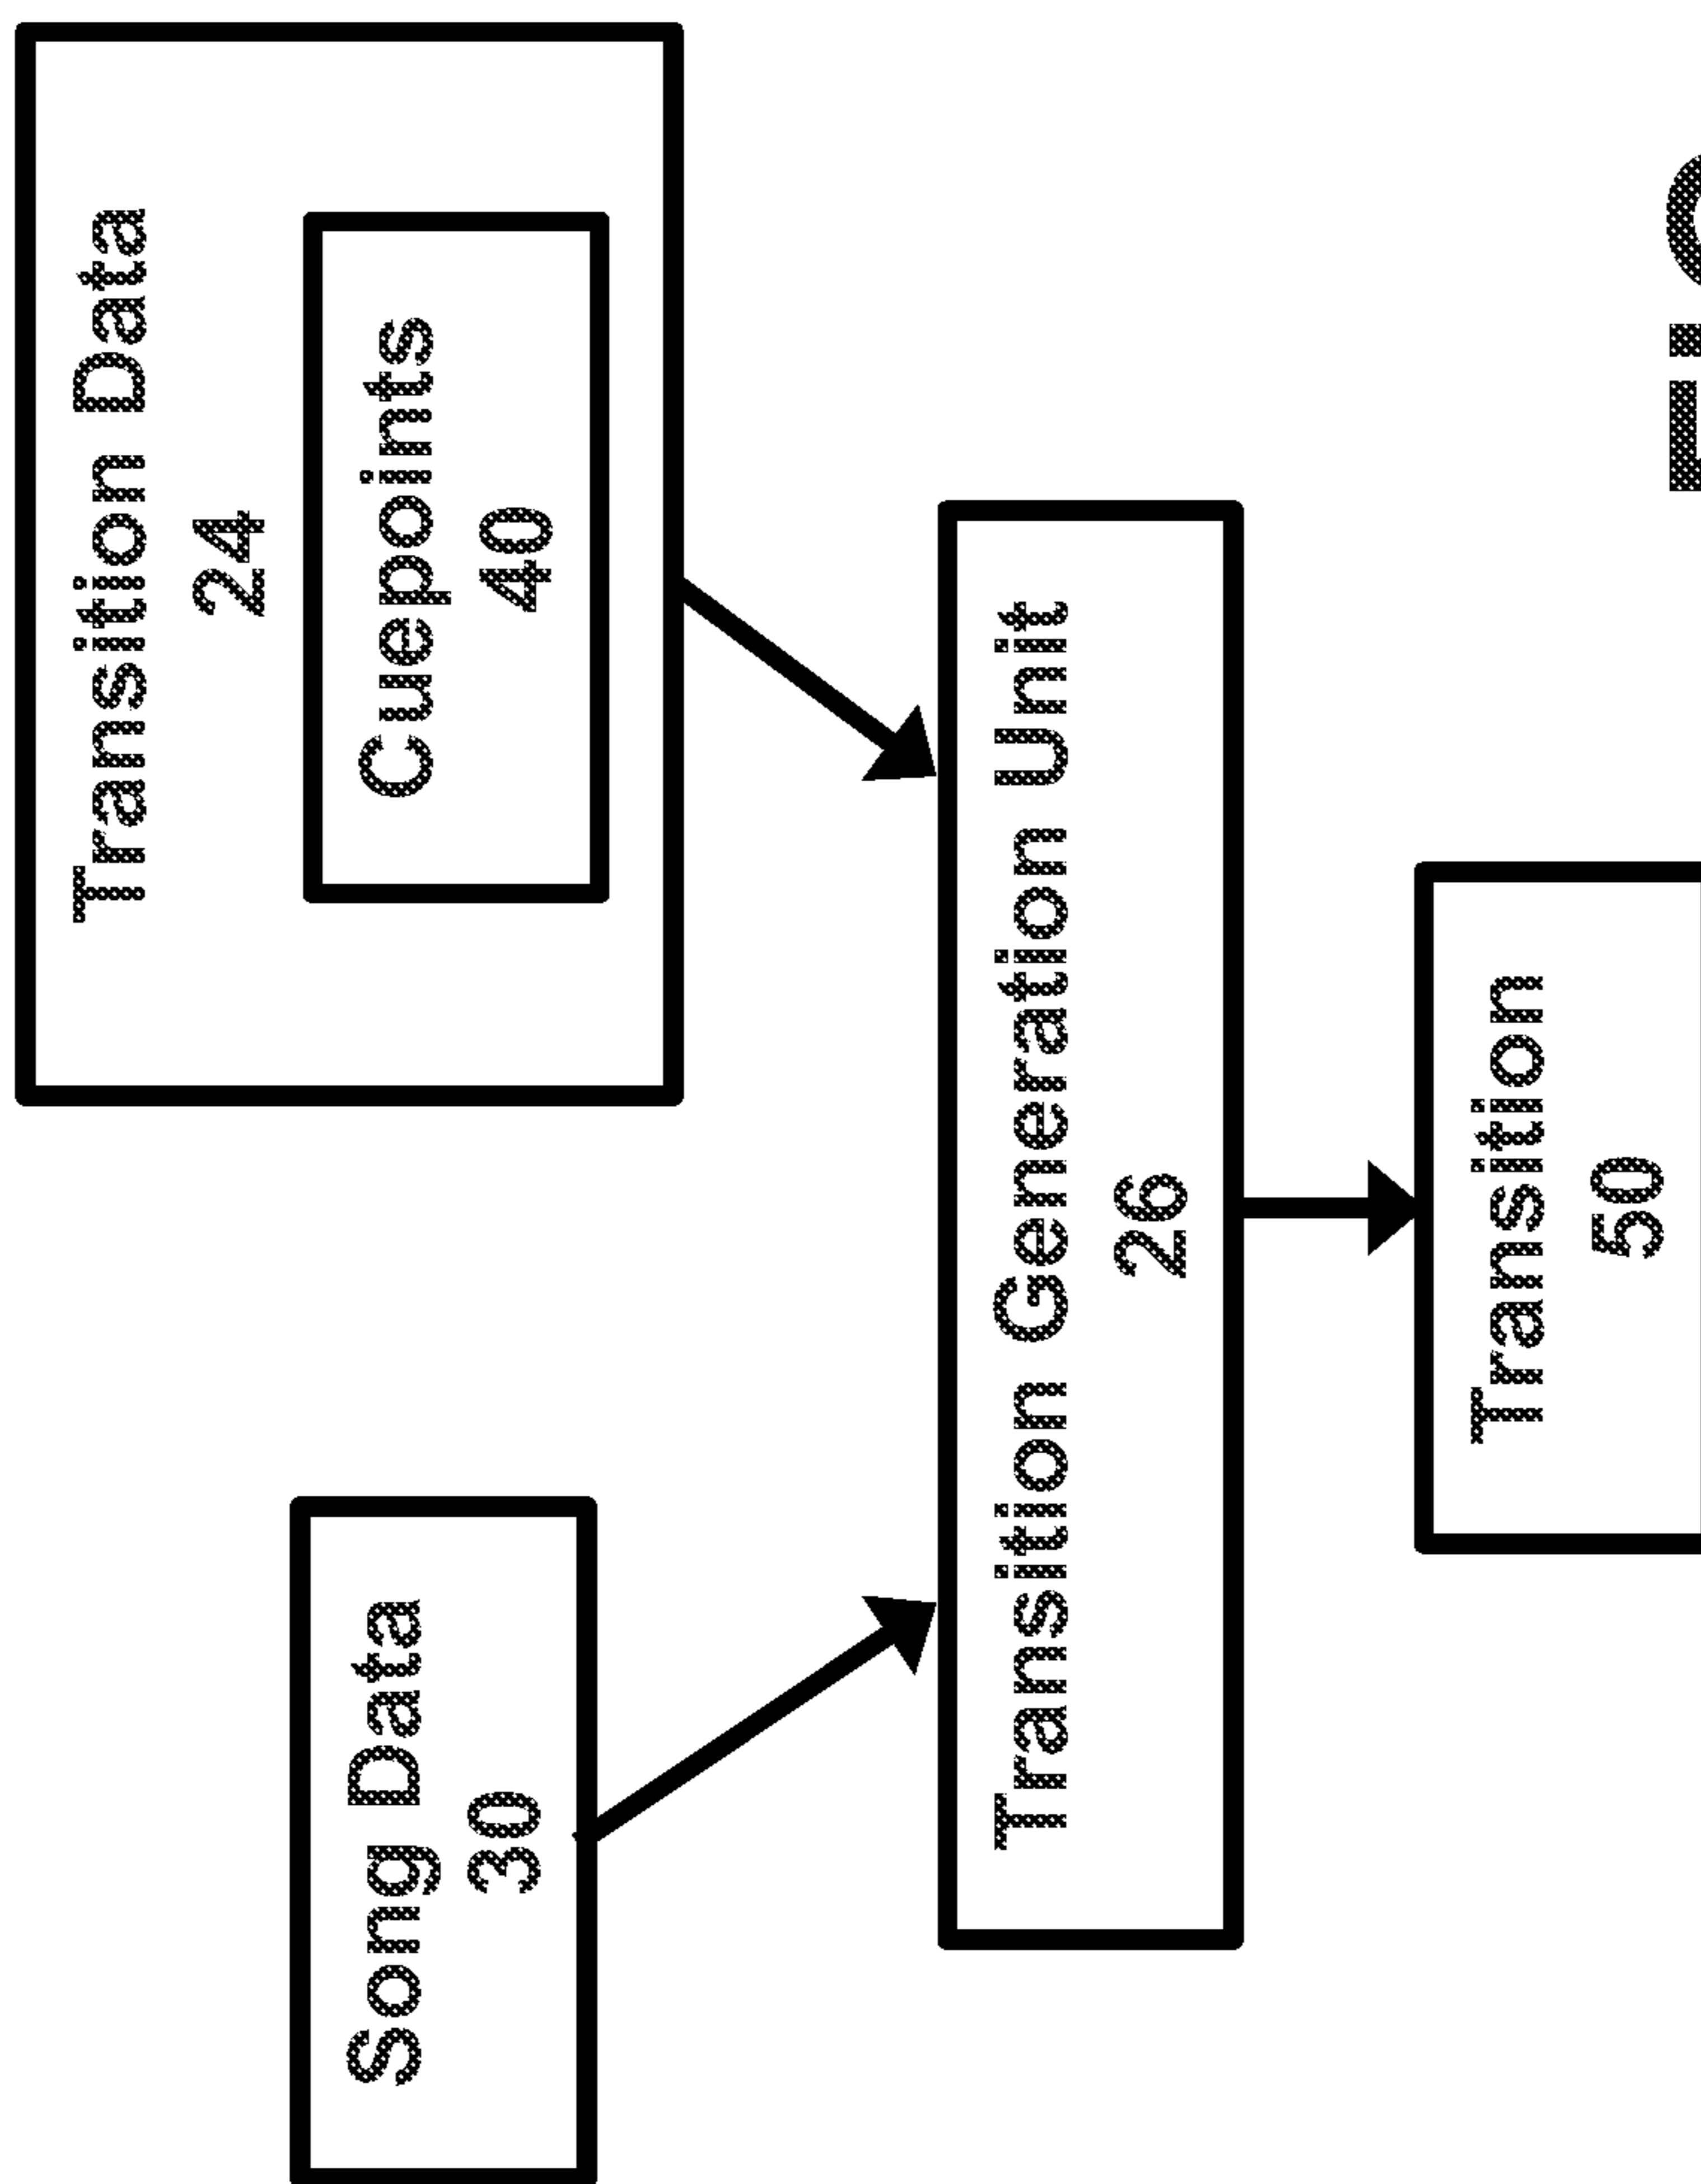 Song Data
30
Transition Data
24
Cuepoints
40
Transition Generation Unit
26
Transition
50